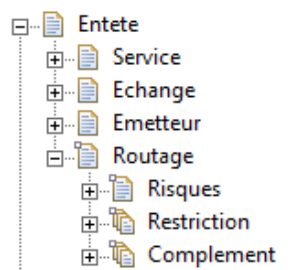 Entete
Service
Echange
Emetteur
Routage
Risques
Restriction
Complement